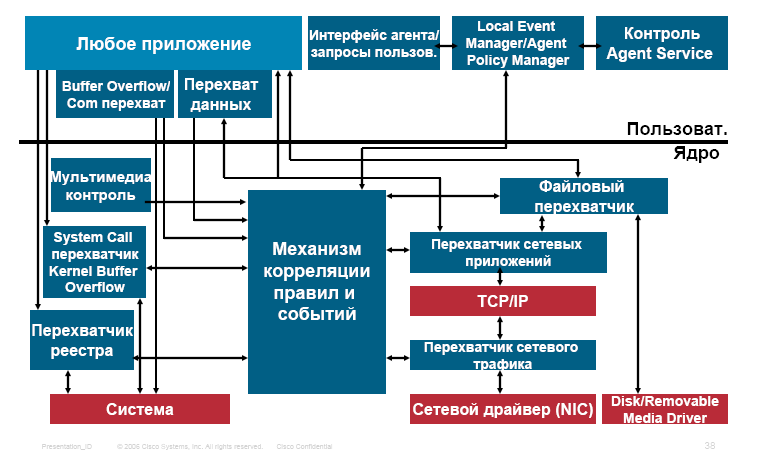 Любое приложение
Интерфейс агента/
запросы пользов.
Local Event
Manager/Agent
Policy Manager
Контроль
Agent Service
Buffer Overflow/
Com перехват
Перехват
данных
Пользоват.
Ядро
Мультимедиа
контроль
Файловый
перехватчик
System Call
перехватчик
Kernel Buffer
Overflow
Механизм
корреляции
правил и
событий
Перехватчик сетевых
приложений
TCP/IP
Перехватчик
реестра
Перехватчик сетевого
трафика
Система
Сетевой драйвер (NIC)
Disk/Removable
Media Driver
Presentation_ID
© 2006 Cisco Systems, Inc. All rights reserved.
Cisco Confidential
38